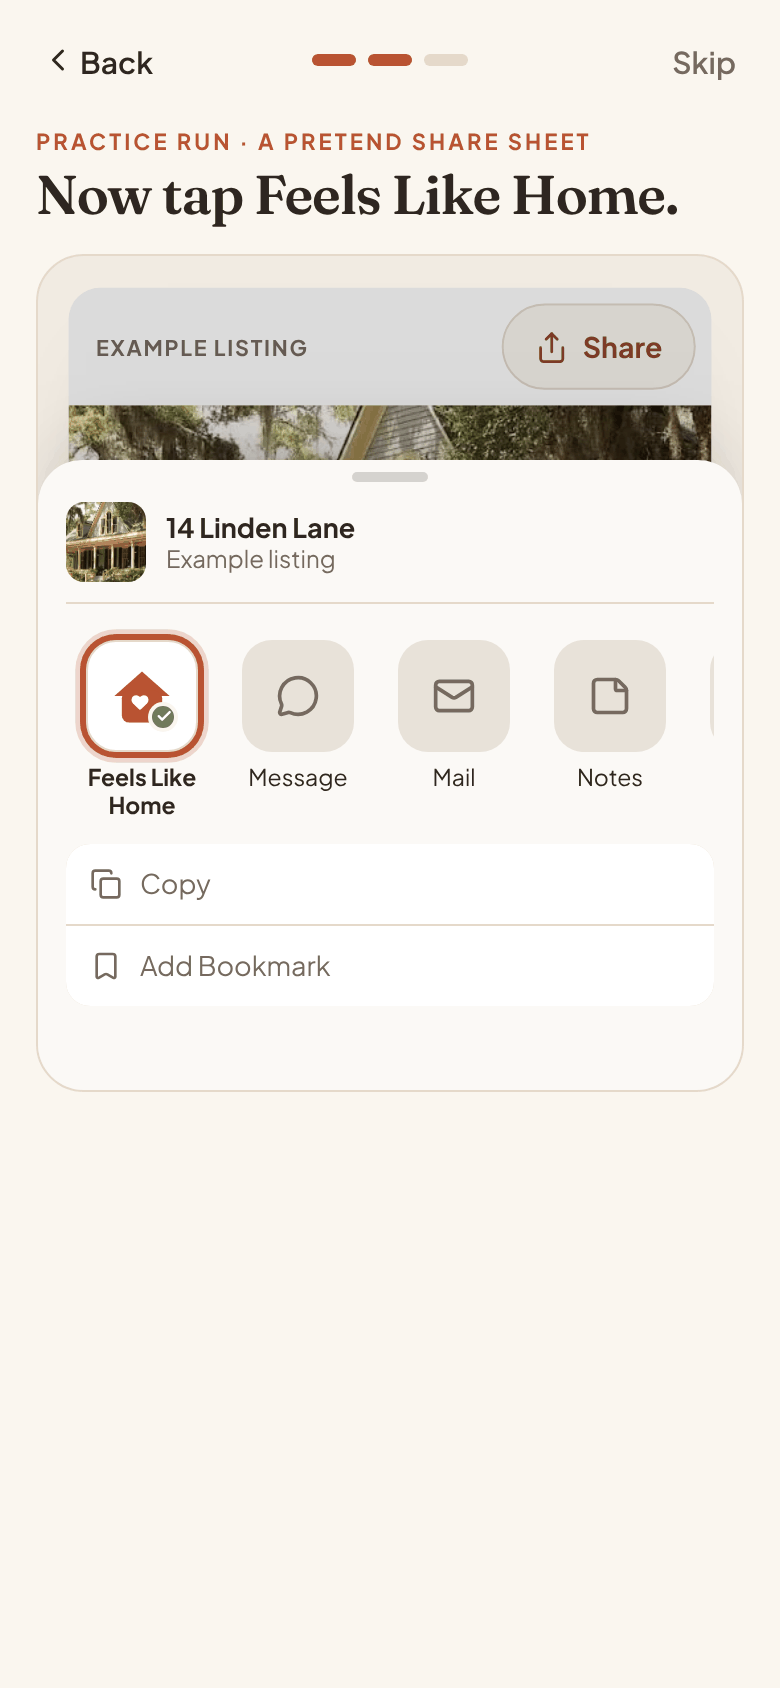 Back
Skip
PRACTICE RUN · A PRETEND SHARE SHEET
Now tap Feels Like Home.
EXAMPLE LISTING
Share
14 Linden Lane
Example listing
Feels Like
Home
Message
Mail
Notes
Copy
Add Bookmark